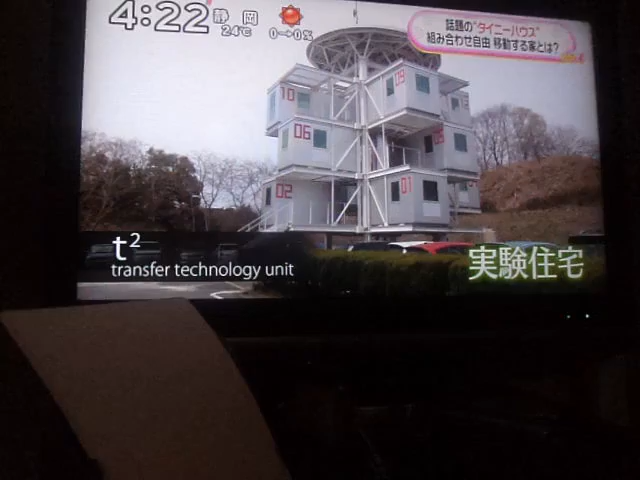 4:22 静 岡
24℃ 0→0%
話題の"タイニーハウス"
組み合わせ自由 移動する家とは?
10
09
06
02
01
t²
transfer technology unit
実験住宅